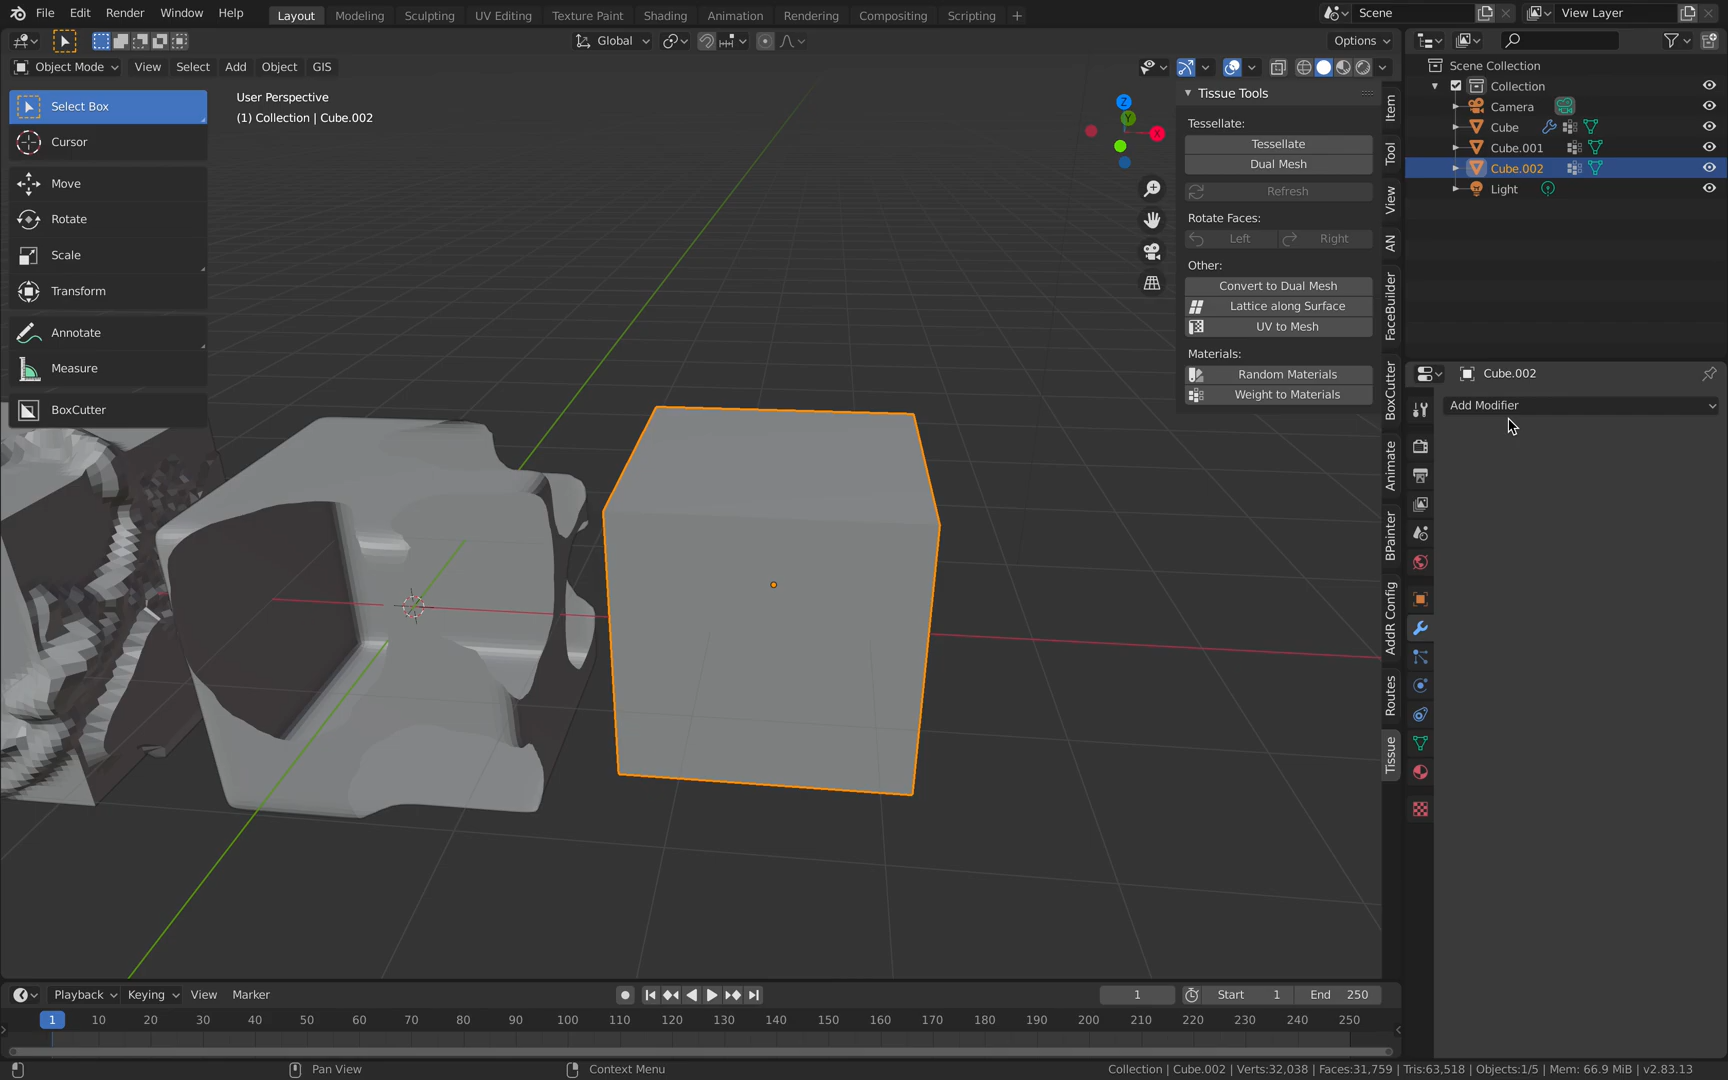 File Edit Render Window Help Layout Modeling Sculpting UV Editing Texture Paint Shading Animation Rendering Compositing Scripting + Scene View Layer
Global Options
Object Mode View Select Add Object GIS
Select Box
Cursor
Move
Rotate
Scale
Transform
Annotate
Measure
BoxCutter
User Perspective
(1) Collection | Cube.002
Z
Y
X
Tissue Tools
Tessellate:
Tessellate
Dual Mesh
Refresh
Rotate Faces:
Left Right
Other:
Convert to Dual Mesh
Lattice along Surface
UV to Mesh
Materials:
Random Materials
Weight to Materials
Item
Tool
View
AN
FaceBuilder
BoxCutter
Animate
BPainter
AddR Config
Routes
Tissue
Scene Collection
Collection
Camera
Cube
Cube.001
Cube.002
Light
Cube.002
Add Modifier
Playback Keying View Marker 1 Start 1 End 250
1 10 20 30 40 50 60 70 80 90 100 110 120 130 140 150 160 170 180 190 200 210 220 230 240 250
Pan View Context Menu Collection | Cube.002 | Verts:32,038 | Faces:31,759 | Tris:63,518 | Objects:1/5 | Mem: 66.9 MiB | v2.83.13